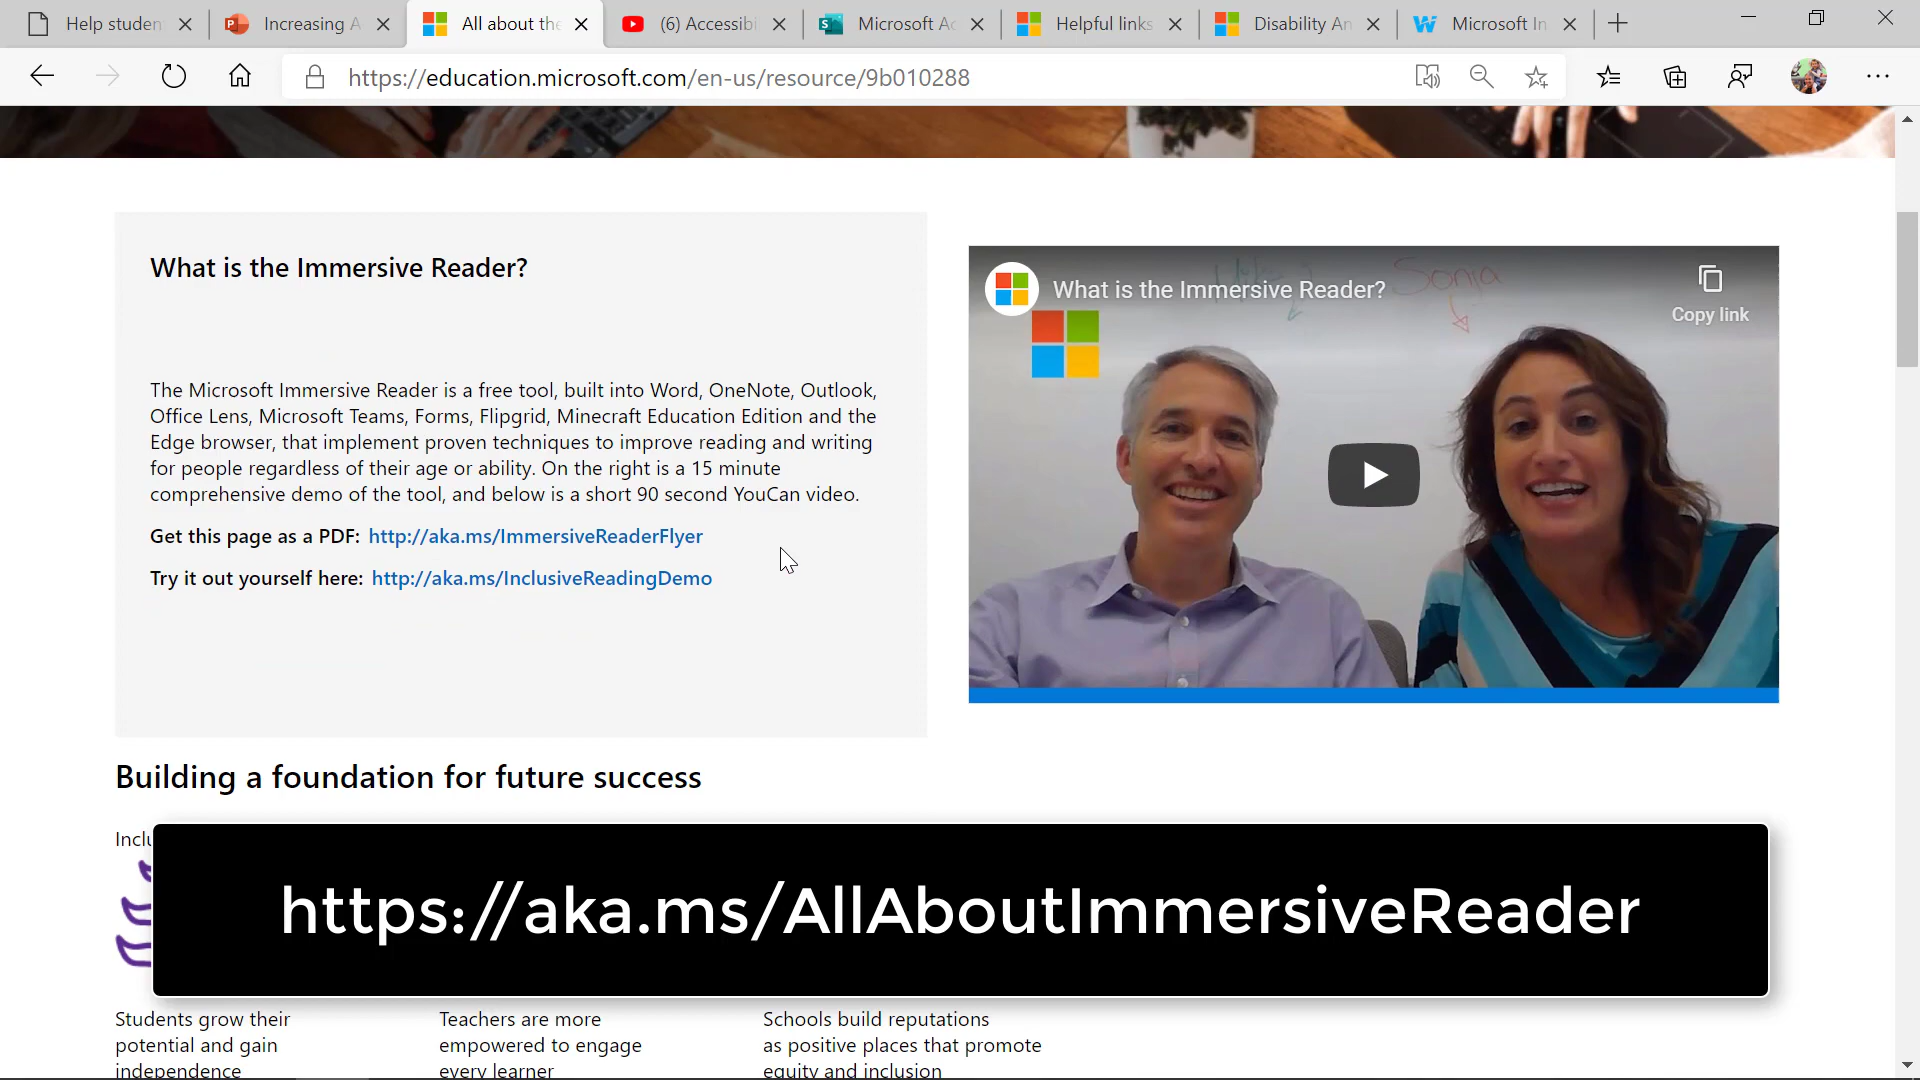 Help studen
Increasing A
All about the
(6) Accessibi
Microsoft Ac
Helpful links
Disability An
Microsoft In
https://education.microsoft.com/en-us/resource/9b010288
What is the Immersive Reader?
The Microsoft Immersive Reader is a free tool, built into Word, OneNote, Outlook,
Office Lens, Microsoft Teams, Forms, Flipgrid, Minecraft Education Edition and the
Edge browser, that implement proven techniques to improve reading and writing
for people regardless of their age or ability. On the right is a 15 minute
comprehensive demo of the tool, and below is a short 90 second YouCan video.
Get this page as a PDF: http://aka.ms/ImmersiveReaderFlyer
Try it out yourself here: http://aka.ms/InclusiveReadingDemo
What is the Immersive Reader?
Sonja
Copy link
Building a foundation for future success
Inclu
https://aka.ms/AllAboutImmersiveReader
Students grow their
potential and gain
independence
Teachers are more
empowered to engage
every learner
Schools build reputations
as positive places that promote
equity and inclusion